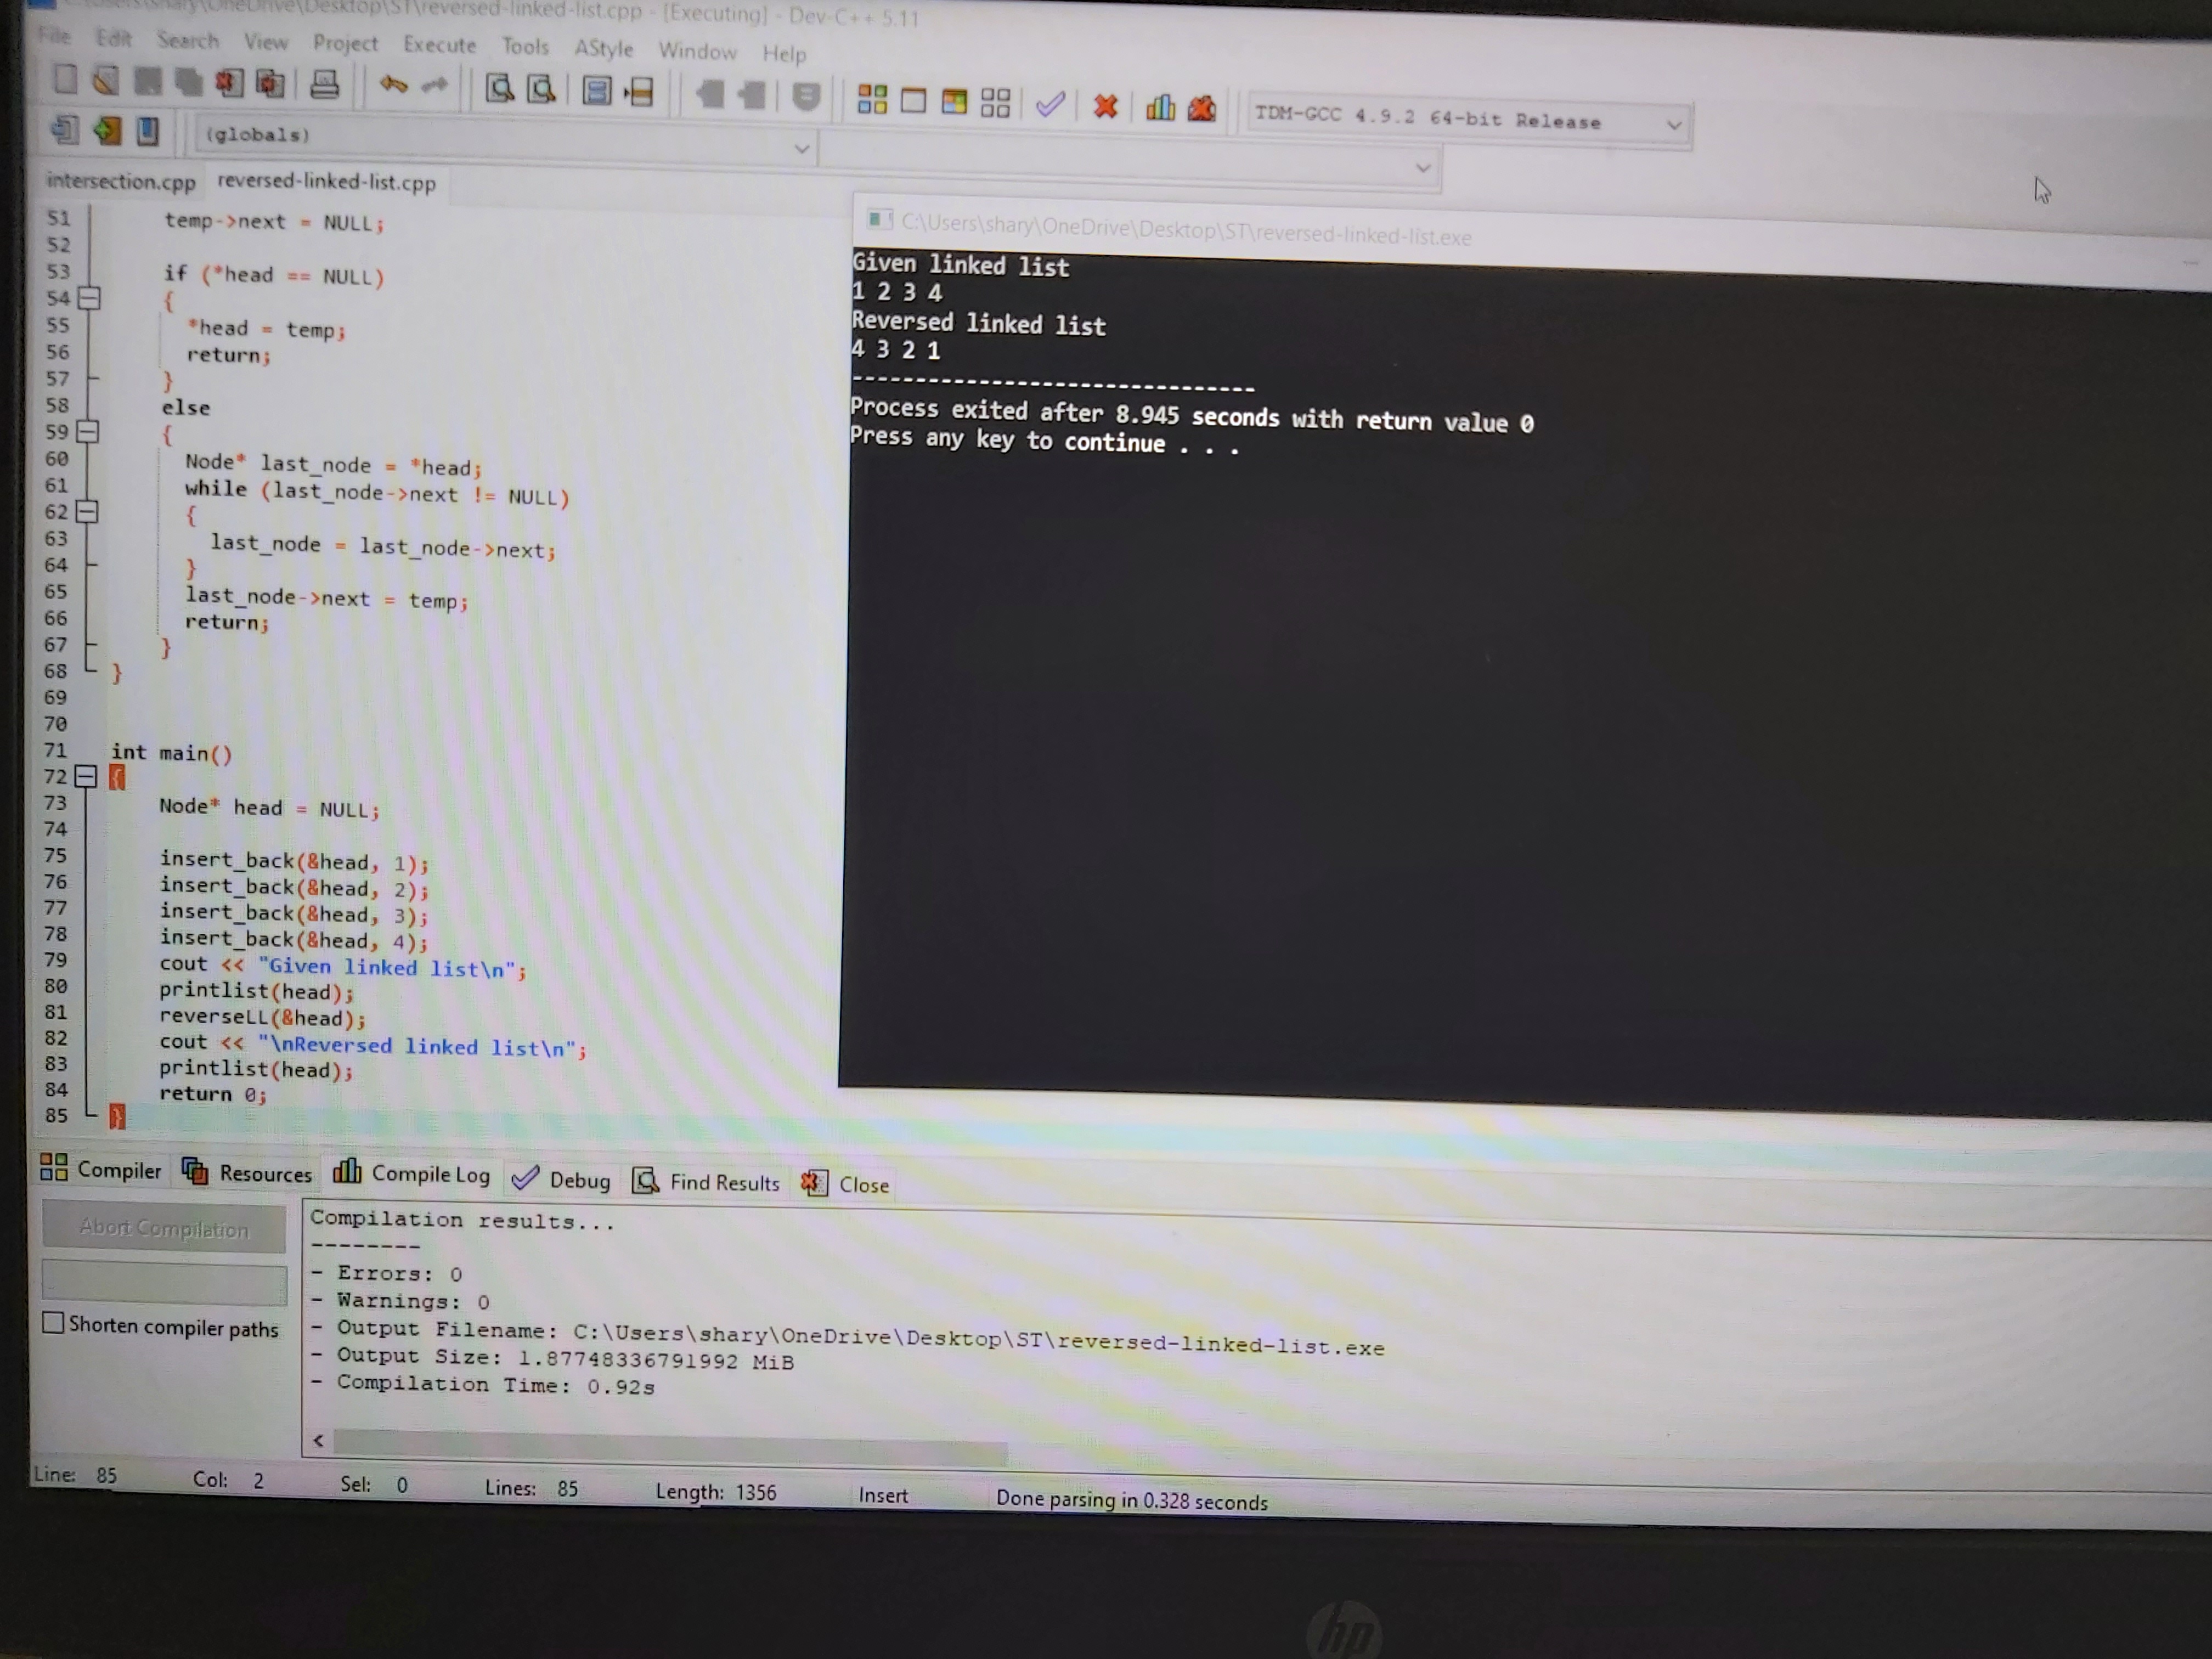 C:\Users\shary\OneDrive\Desktop\ST\reversed-linked-list.cpp - [Executing] - Dev-C++ 5.11
File Edit Search View Project Execute Tools AStyle Window Help
TDM-GCC 4.9.2 64-bit Release
(globals)
intersection.cpp reversed-linked-list.cpp
51 temp->next = NULL;
52
53 if (*head == NULL)
54 {
55 *head = temp;
56 return;
57 }
58 else
59 {
60 Node* last_node = *head;
61 while (last_node->next != NULL)
62 {
63 last_node = last_node->next;
64 }
65 last_node->next = temp;
66 return;
67 }
68 }
69
70
71 int main()
72 {
73 Node* head = NULL;
74
75 insert_back(&head, 1);
76 insert_back(&head, 2);
77 insert_back(&head, 3);
78 insert_back(&head, 4);
79 cout << "Given linked list\n";
80 printlist(head);
81 reverseLL(&head);
82 cout << "\nReversed linked list\n";
83 printlist(head);
84 return 0;
85 }
C:\Users\shary\OneDrive\Desktop\ST\reversed-linked-list.exe
Given linked list
1 2 3 4
Reversed linked list
4 3 2 1
--------------------------------
Process exited after 8.945 seconds with return value 0
Press any key to continue . . .
Compiler Resources Compile Log Debug Find Results Close
Abort Compilation
Shorten compiler paths
Compilation results...
--------
- Errors: 0
- Warnings: 0
- Output Filename: C:\Users\shary\OneDrive\Desktop\ST\reversed-linked-list.exe
- Output Size: 1.87748336791992 MiB
- Compilation Time: 0.92s
Line: 85 Col: 2 Sel: 0 Lines: 85 Length: 1356 Insert Done parsing in 0.328 seconds
hp